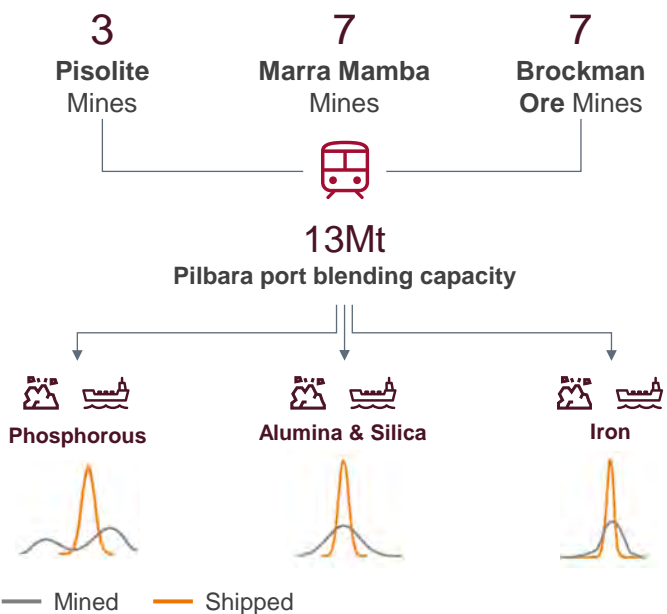 3
Pisolite
Mines
7
Marra Mamba
Mines
7
Brockman
Ore Mines
13Mt
Pilbara port blending capacity
Phosphorous
Alumina & Silica
Iron
Mined
Shipped